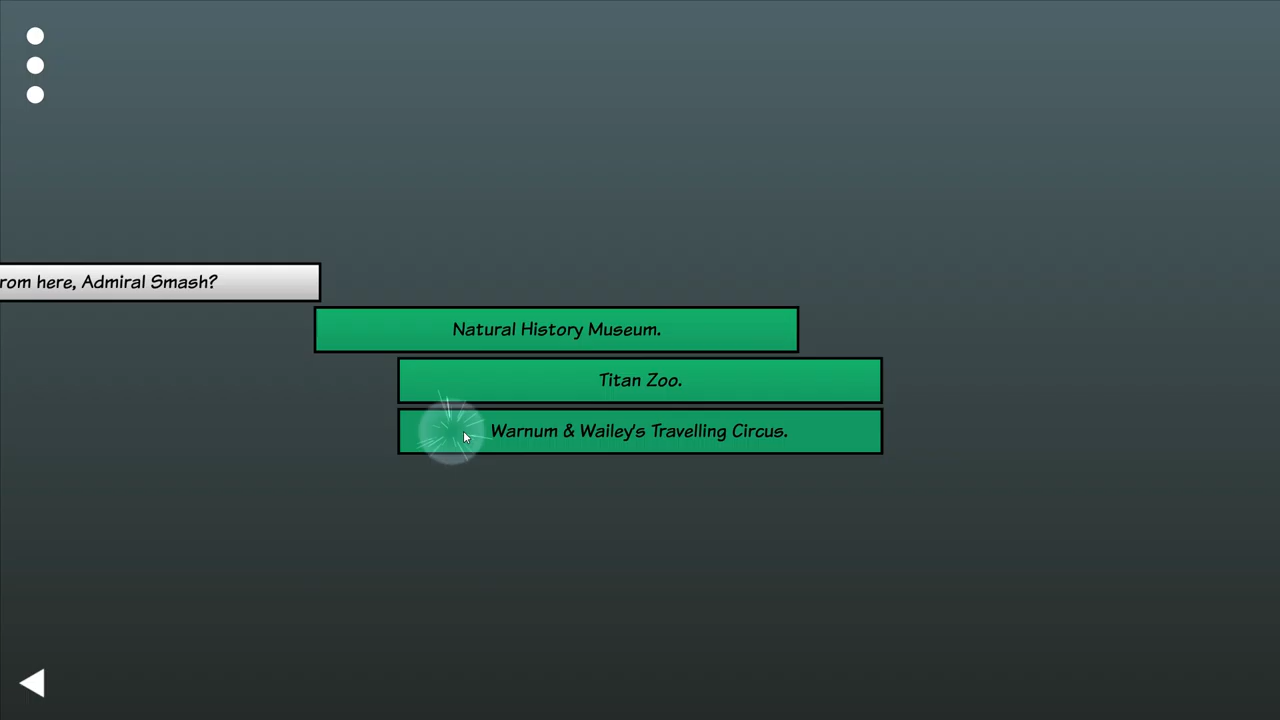 rom here, Admiral Smash?
Natural History Museum.
Titan Zoo.
Warnum & Wailey's Travelling Circus.